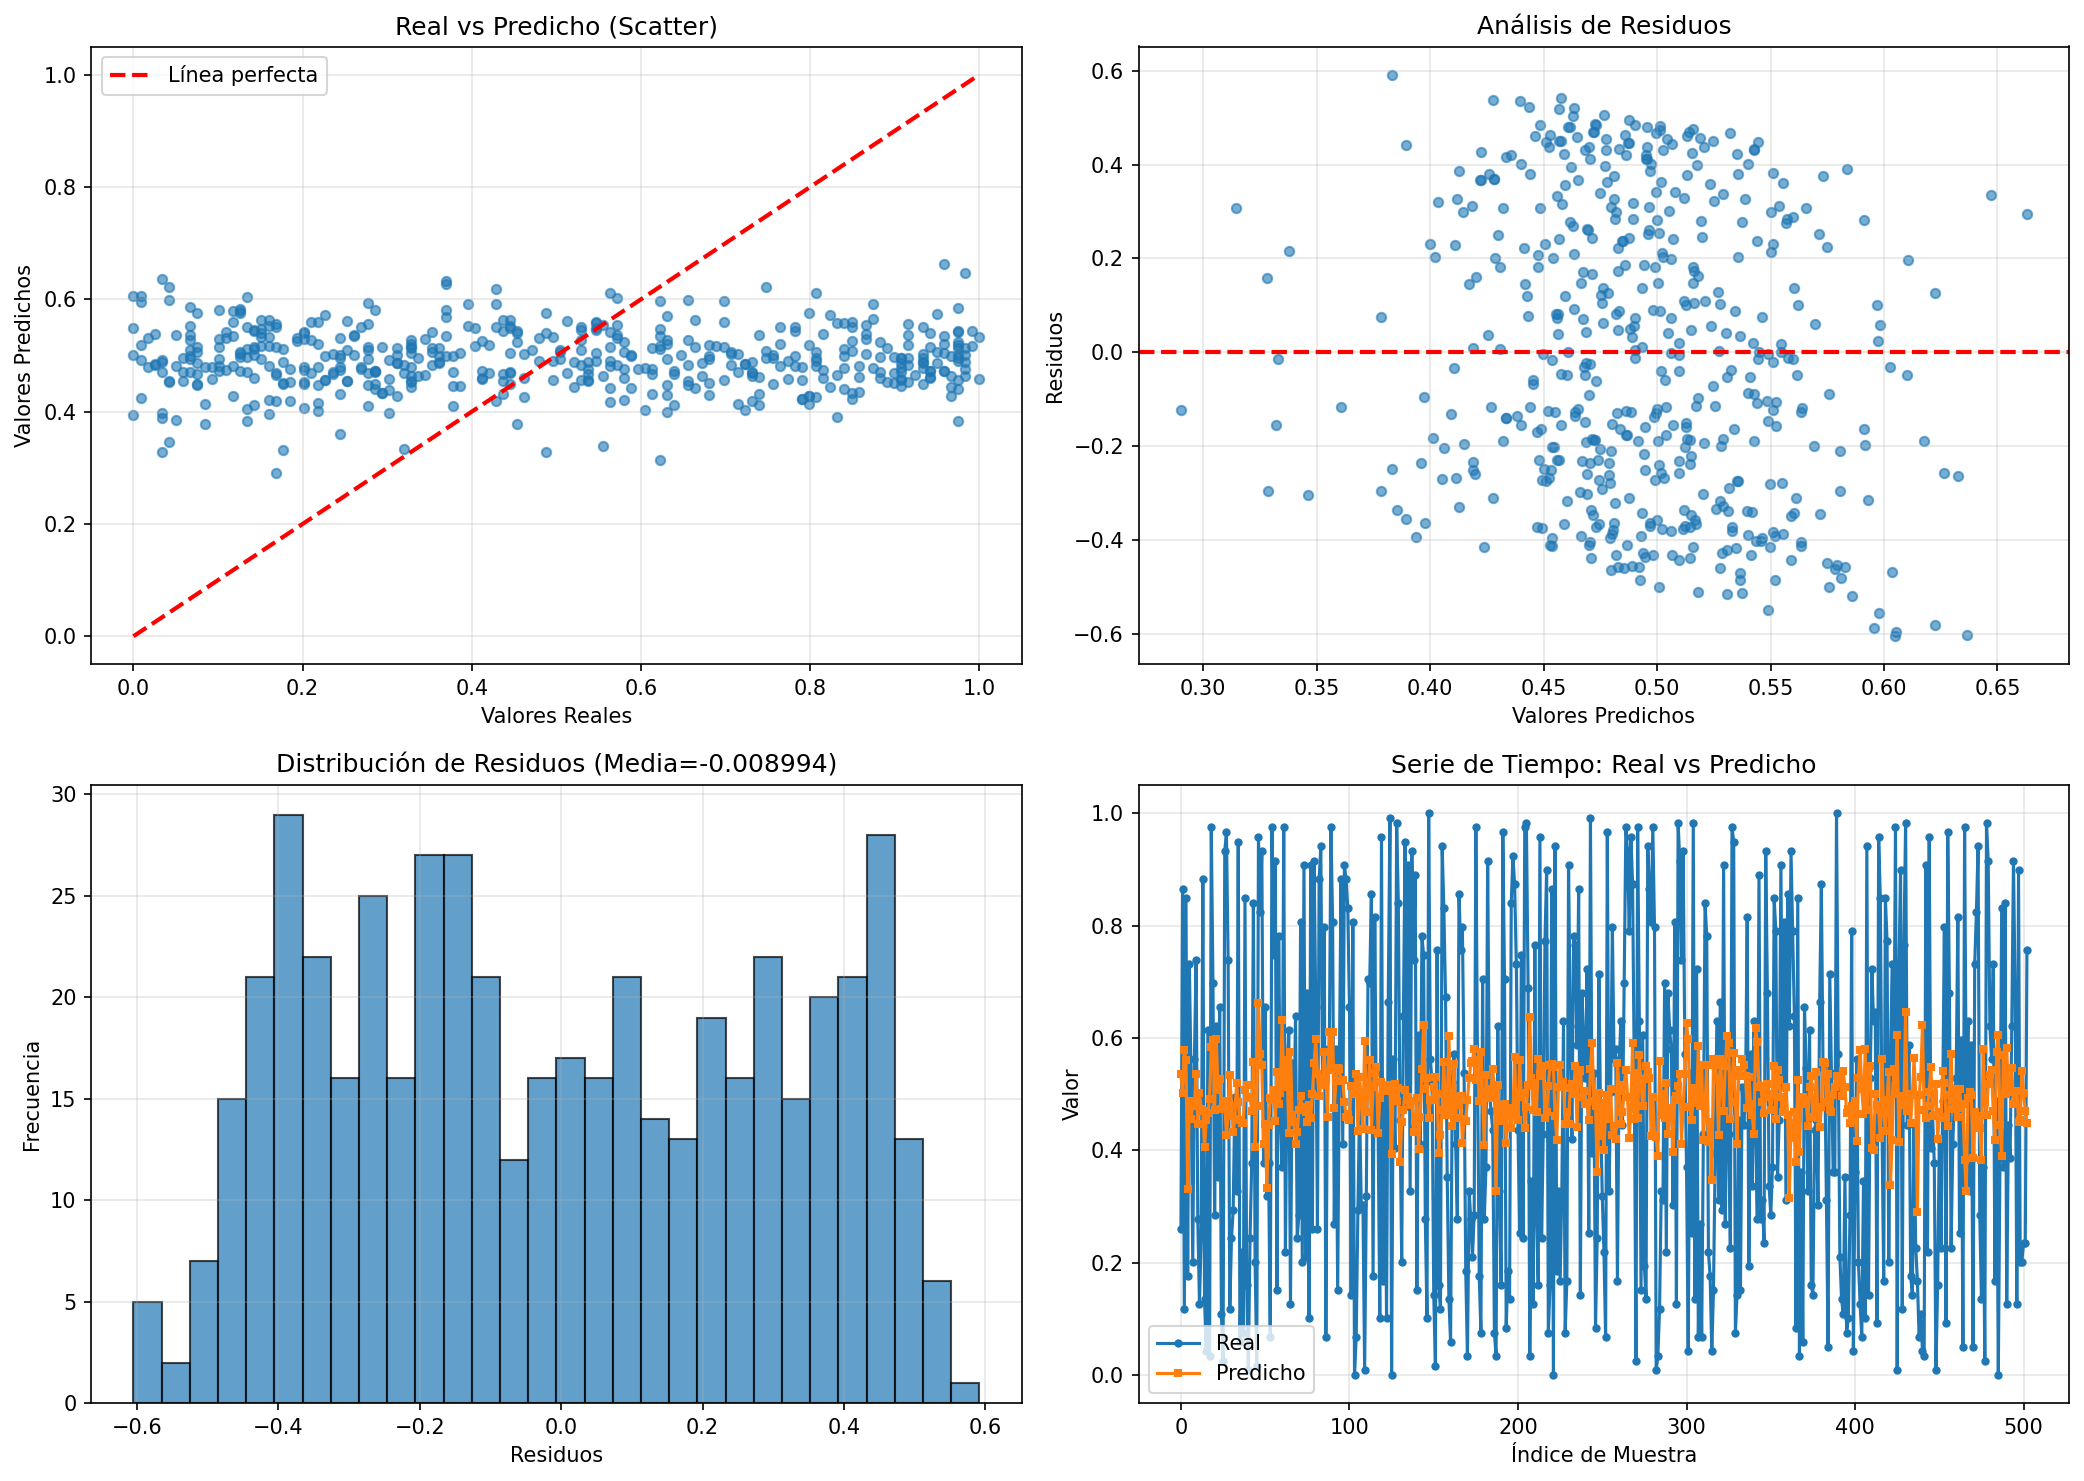 Real vs Predicho (Scatter)
Línea perfecta
Valores Predichos
1.0
0.8
0.6
0.4
0.2
0.0
0.0 0.2 0.4 0.6 0.8 1.0
Valores Reales
Análisis de Residuos
Residuos
0.6
0.4
0.2
0.0
−0.2
−0.4
−0.6
0.30 0.35 0.40 0.45 0.50 0.55 0.60 0.65
Valores Predichos
Distribución de Residuos (Media=-0.008994)
Frecuencia
30
25
20
15
10
5
0
−0.6 −0.4 −0.2 0.0 0.2 0.4 0.6
Residuos
Serie de Tiempo: Real vs Predicho
Valor
1.0
0.8
0.6
0.4
0.2
0.0
Real
Predicho
0 100 200 300 400 500
Índice de Muestra